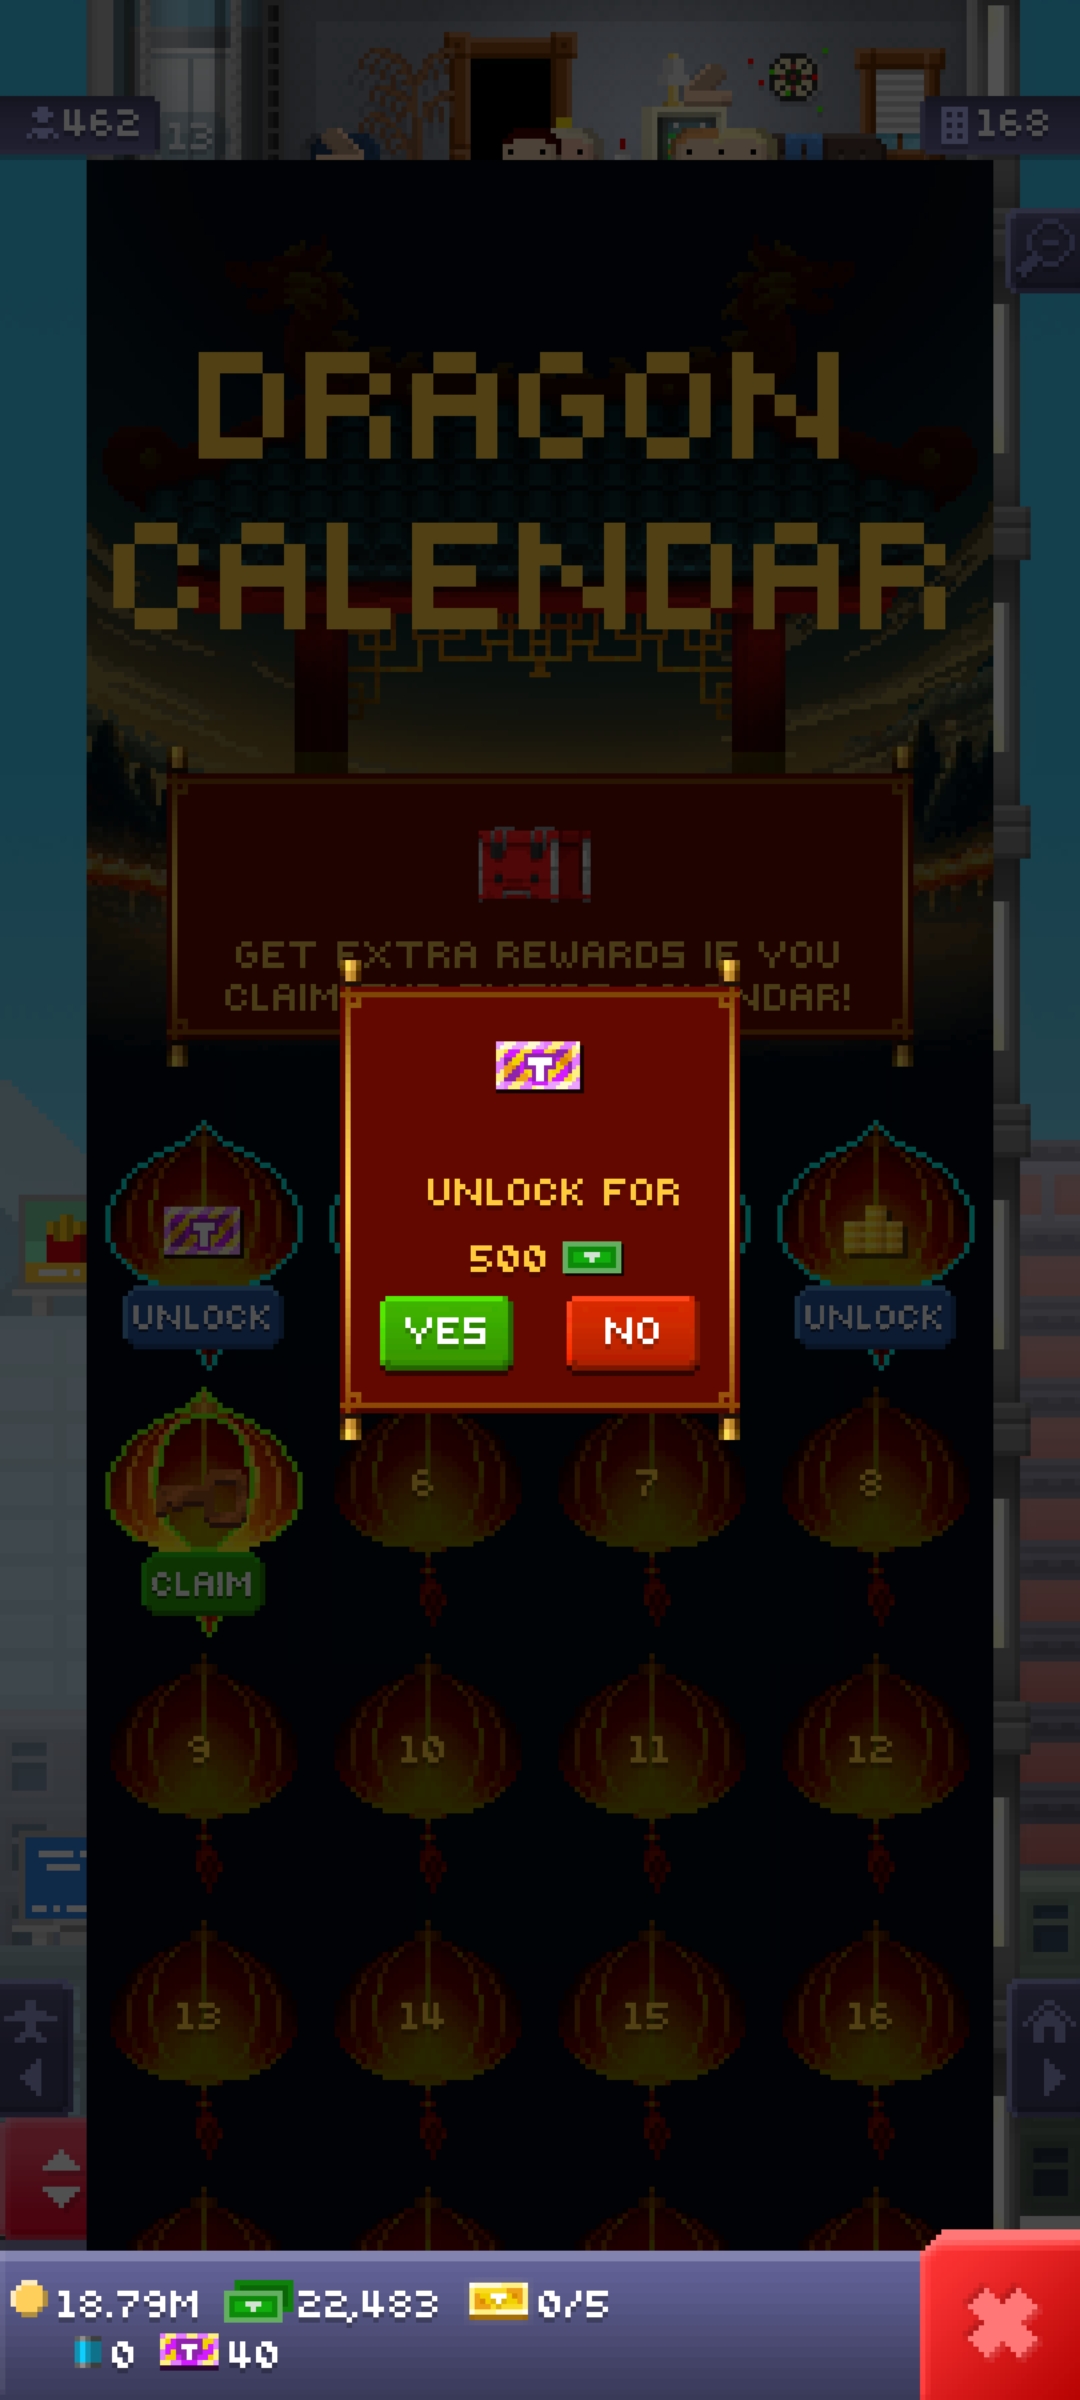 462
13
168
DRAGON
CALENDAR
GET EXTRA REWARDS IF YOU
CLAIM NDAR!
UNLOCK FOR
500
YES NO
UNLOCK
UNLOCK
6 7 8
CLAIM
9 10 11 12
13 14 15 16
18.79M 22,483 0/5
0 40